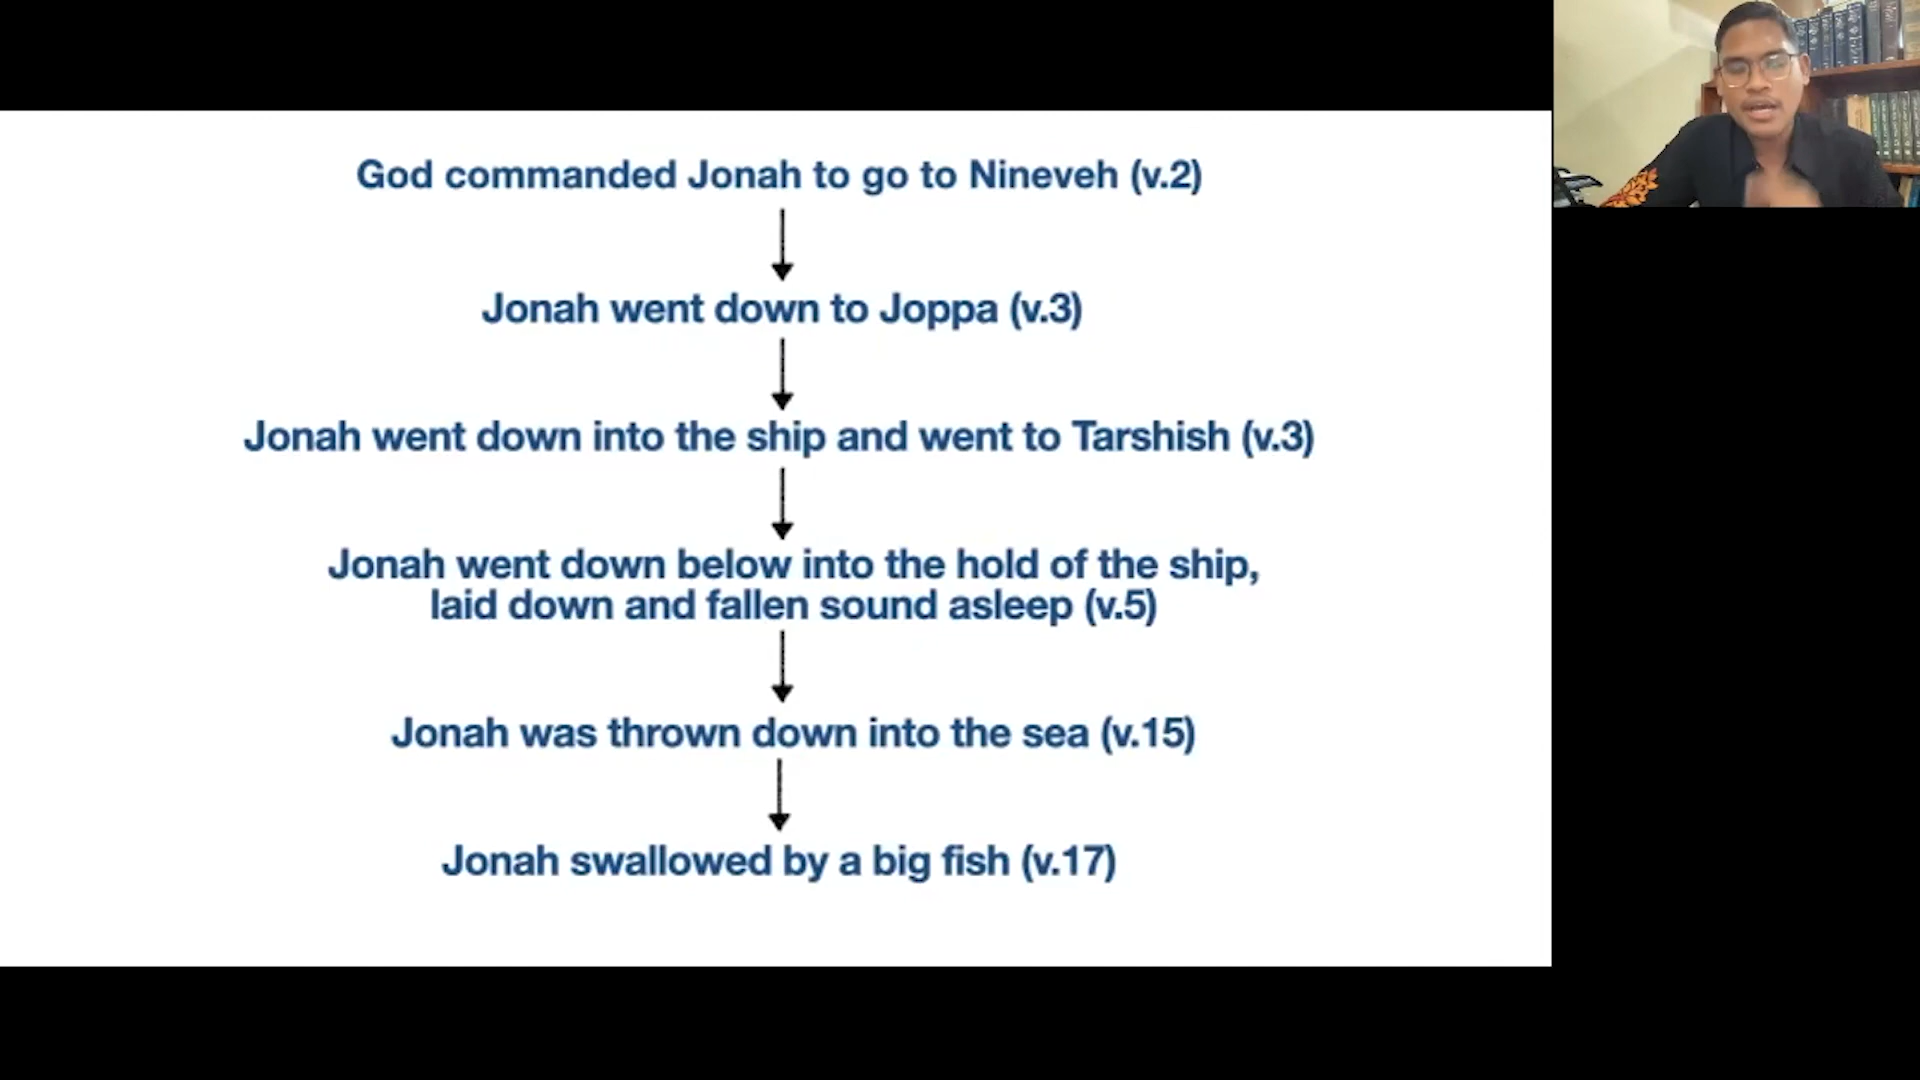 God commanded Jonah to go to Nineveh (v.2)
Jonah went down to Joppa (v.3)
Jonah went down into the ship and went to Tarshish (v.3)
Jonah went down below into the hold of the ship,
laid down and fallen sound asleep (v.5)
Jonah was thrown down into the sea (v.15)
Jonah swallowed by a big fish (v.17)